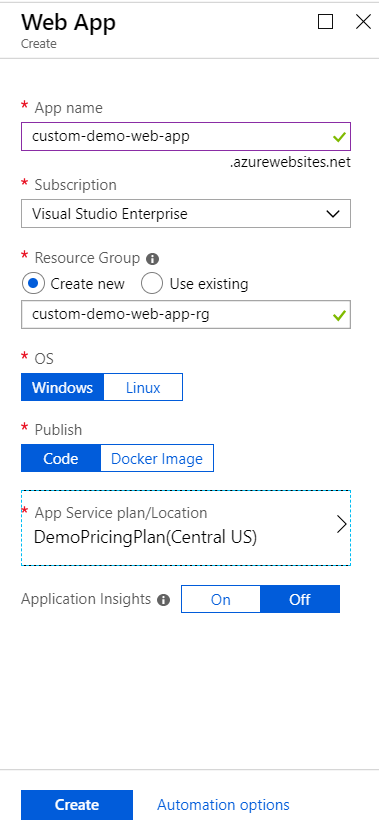 Web App
Create
* App name
custom-demo-web-app
.azurewebsites.net
* Subscription
Visual Studio Enterprise
* Resource Group
Create new Use existing
custom-demo-web-app-rg
* OS
Windows Linux
* Publish
Code Docker Image
* App Service plan/Location
DemoPricingPlan(Central US)
Application Insights On Off
Create Automation options